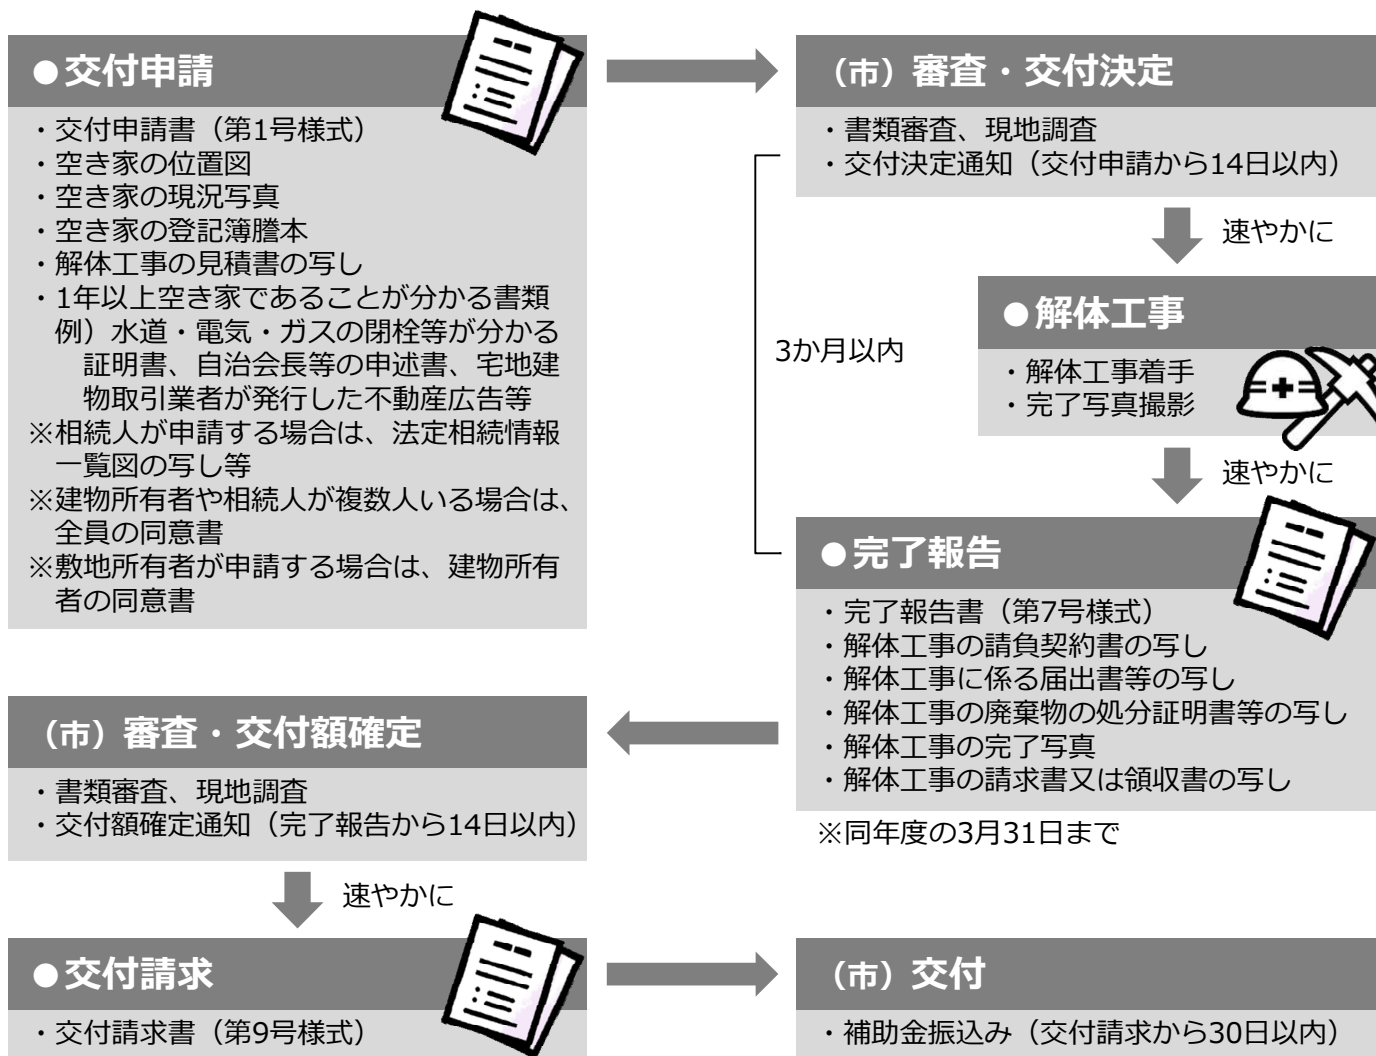 ●交付申請
・交付申請書（第1号様式）
・空き家の位置図
・空き家の現況写真
・空き家の登記簿謄本
・解体工事の見積書の写し
・1年以上空き家であることが分かる書類
例）水道・電気・ガスの閉栓等が分かる
証明書、自治会長等の申述書、宅地建
物取引業者が発行した不動産広告等
※相続人が申請する場合は、法定相続情報
一覧図の写し等
※建物所有者や相続人が複数人いる場合は、
全員の同意書
※敷地所有者が申請する場合は、建物所有
者の同意書
（市）審査・交付決定
・書類審査、現地調査
・交付決定通知（交付申請から14日以内）
速やかに
3か月以内
●解体工事
・解体工事着手
・完了写真撮影
速やかに
●完了報告
・完了報告書（第7号様式）
・解体工事の請負契約書の写し
・解体工事に係る届出書等の写し
・解体工事の廃棄物の処分証明書等の写し
・解体工事の完了写真
・解体工事の請求書又は領収書の写し
※同年度の3月31日まで
（市）審査・交付額確定
・書類審査、現地調査
・交付額確定通知（完了報告から14日以内）
速やかに
●交付請求
・交付請求書（第9号様式）
（市）交付
・補助金振込み（交付請求から30日以内）